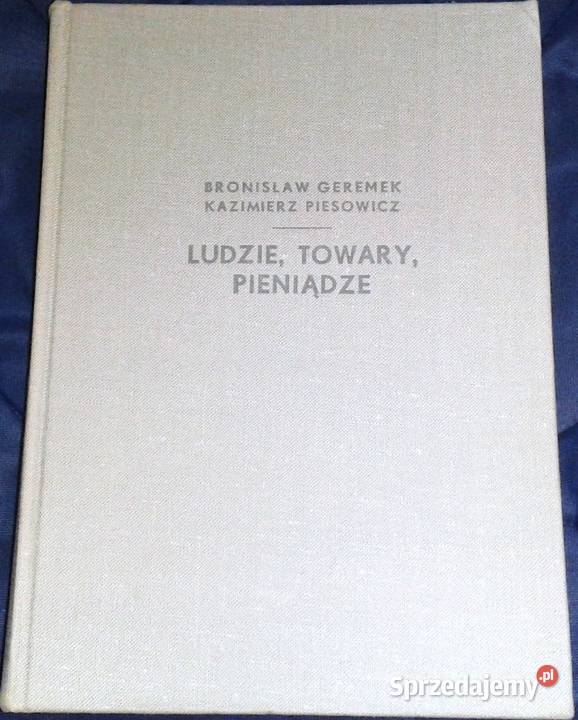 BRONISŁAW GEREMEK
KAZIMIERZ PIESOWICZ
LUDZIE, TOWARY,
PIENIĄDZE
Sprzedajemy.pl